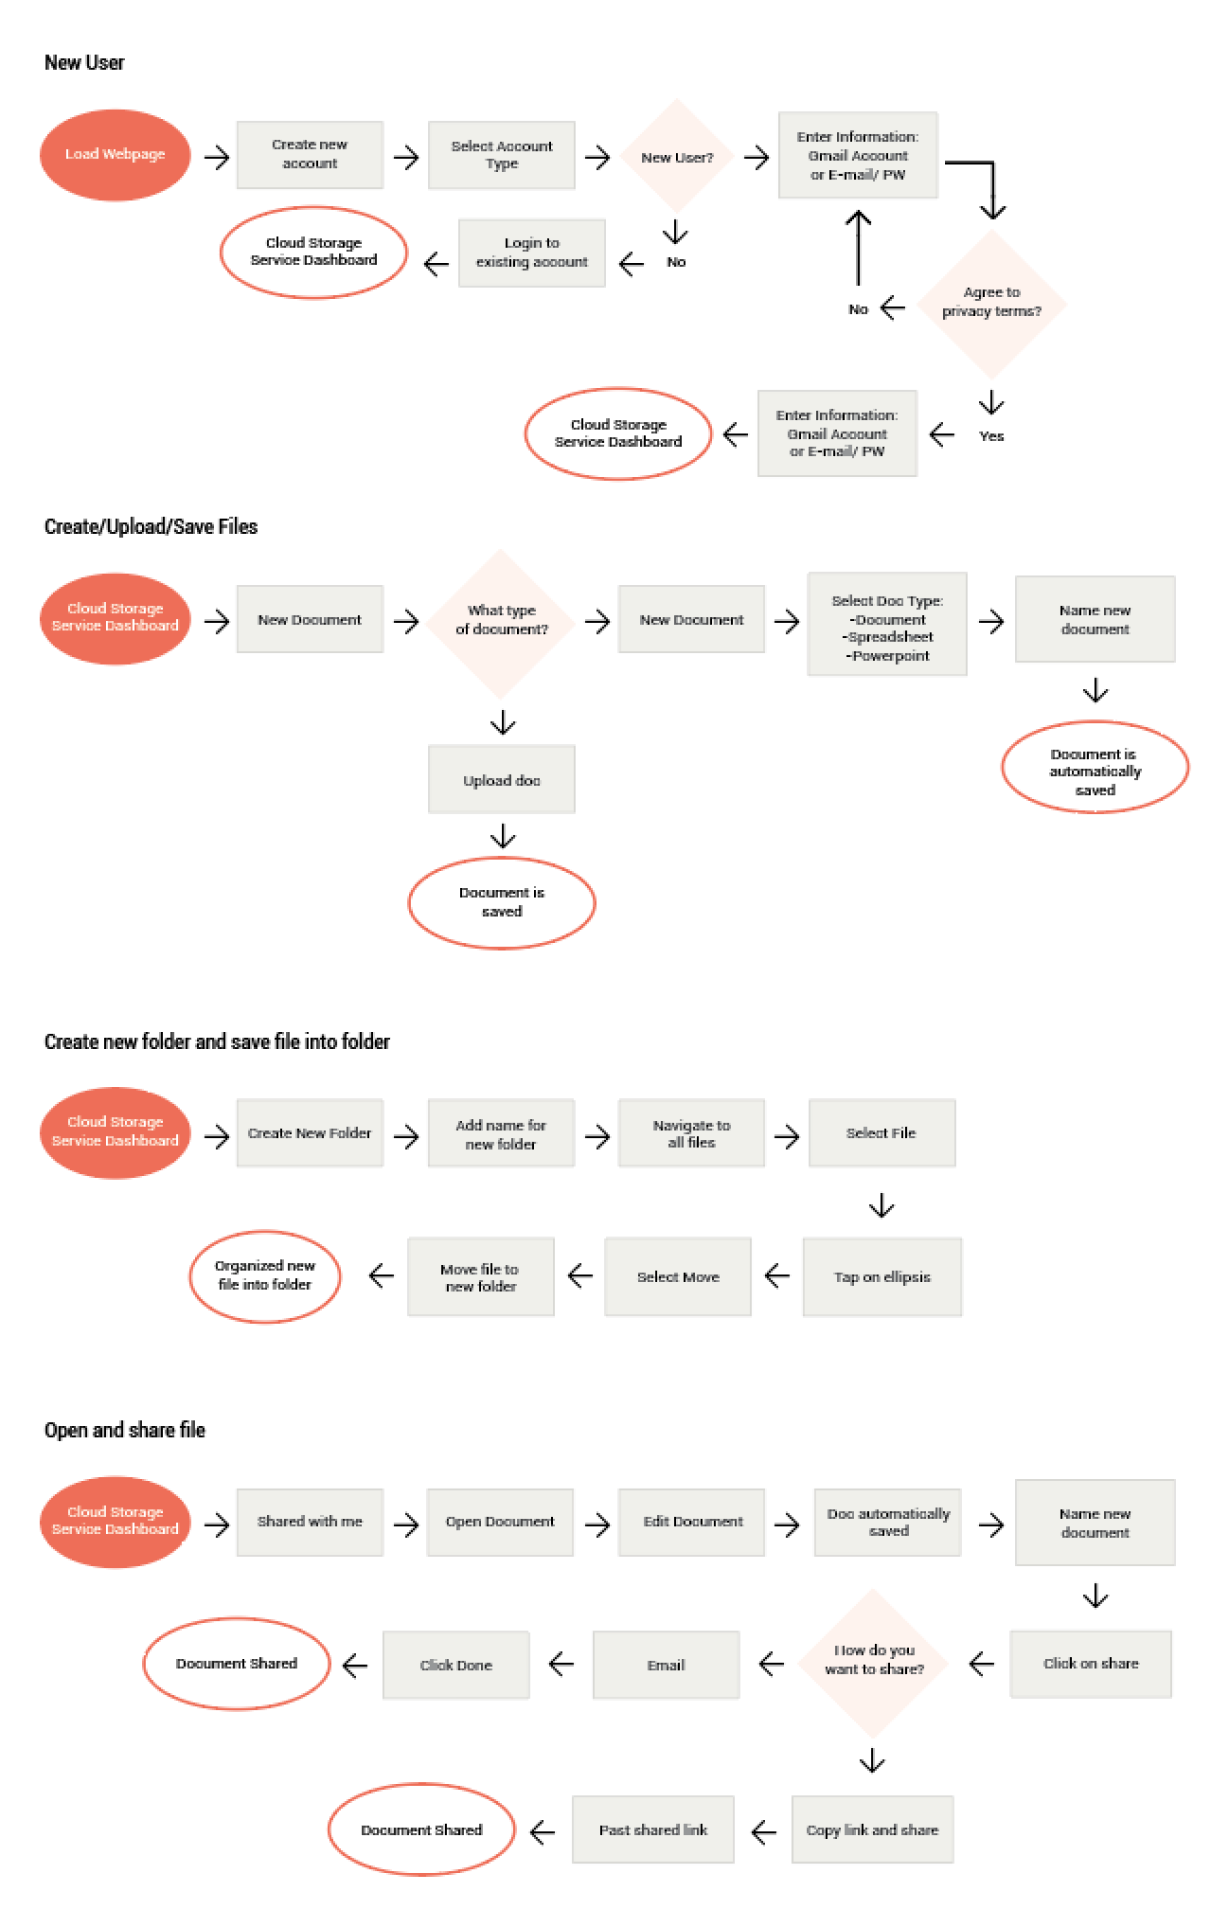 New User
Load Webpage
Create new
account
Select Account
Type
New User?
Enter Information:
Gmail Account
or E-mail/ PW
Cloud Storage
Service Dashboard
Login to
existing account
No
No
Agree to
privacy terms?
Cloud Storage
Service Dashboard
Enter Information:
Gmail Account
or E-mail/ PW
Yes
Create/Upload/Save Files
Cloud Storage
Service Dashboard
New Document
What type
of document?
New Document
Select Doc Type:
-Document
-Spreadsheet
-Powerpoint
Name new
document
Upload doc
Document is
automatically
saved
Document is
saved
Create new folder and save file into folder
Cloud Storage
Service Dashboard
Create New Folder
Add name for
new folder
Navigate to
all files
Select File
Organized new
file into folder
Move file to
new folder
Select Move
Tap on ellipsis
Open and share file
Cloud Storage
Service Dashboard
Shared with me
Open Document
Edit Document
Doc automatically
saved
Name new
document
Document Shared
Click Done
Email
How do you
want to share?
Click on share
Document Shared
Past shared link
Copy link and share